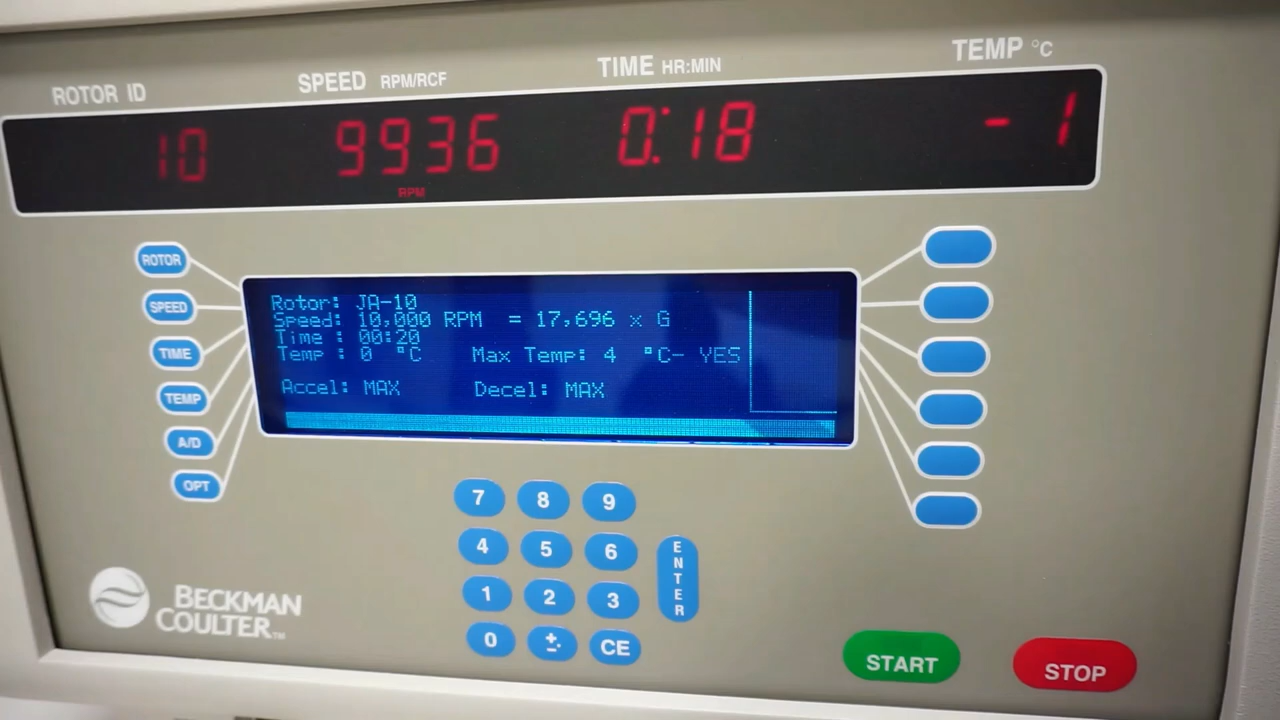 ROTOR ID
SPEED RPM/RCF
TIME HR:MIN
TEMP °C
10
9936
0:18
-1
RPM
ROTOR
SPEED
TIME
TEMP
A/D
OPT
Rotor: JA-10
Speed: 10,000 RPM = 17,696 x G
Time : 00:20
Temp : 0 °C Max Temp: 4 °C- YES
Accel: MAX Decel: MAX
7 8 9
4 5 6
1 2 3
0 +- CE
ENTER
BECKMAN
COULTER™
START
STOP